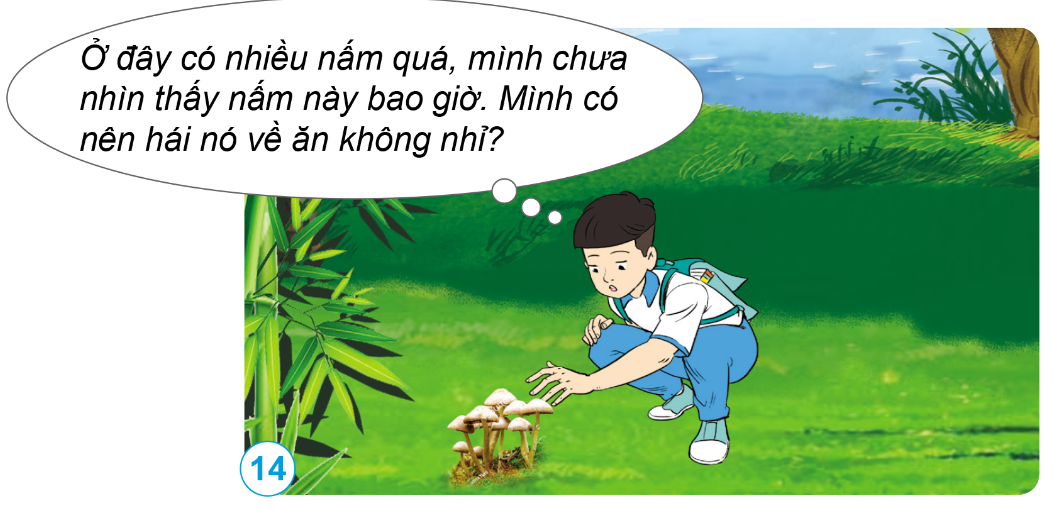 Ở đây có nhiều nấm quá, mình chưa
nhìn thấy nấm này bao giờ. Mình có
nên hái nó về ăn không nhỉ?
14